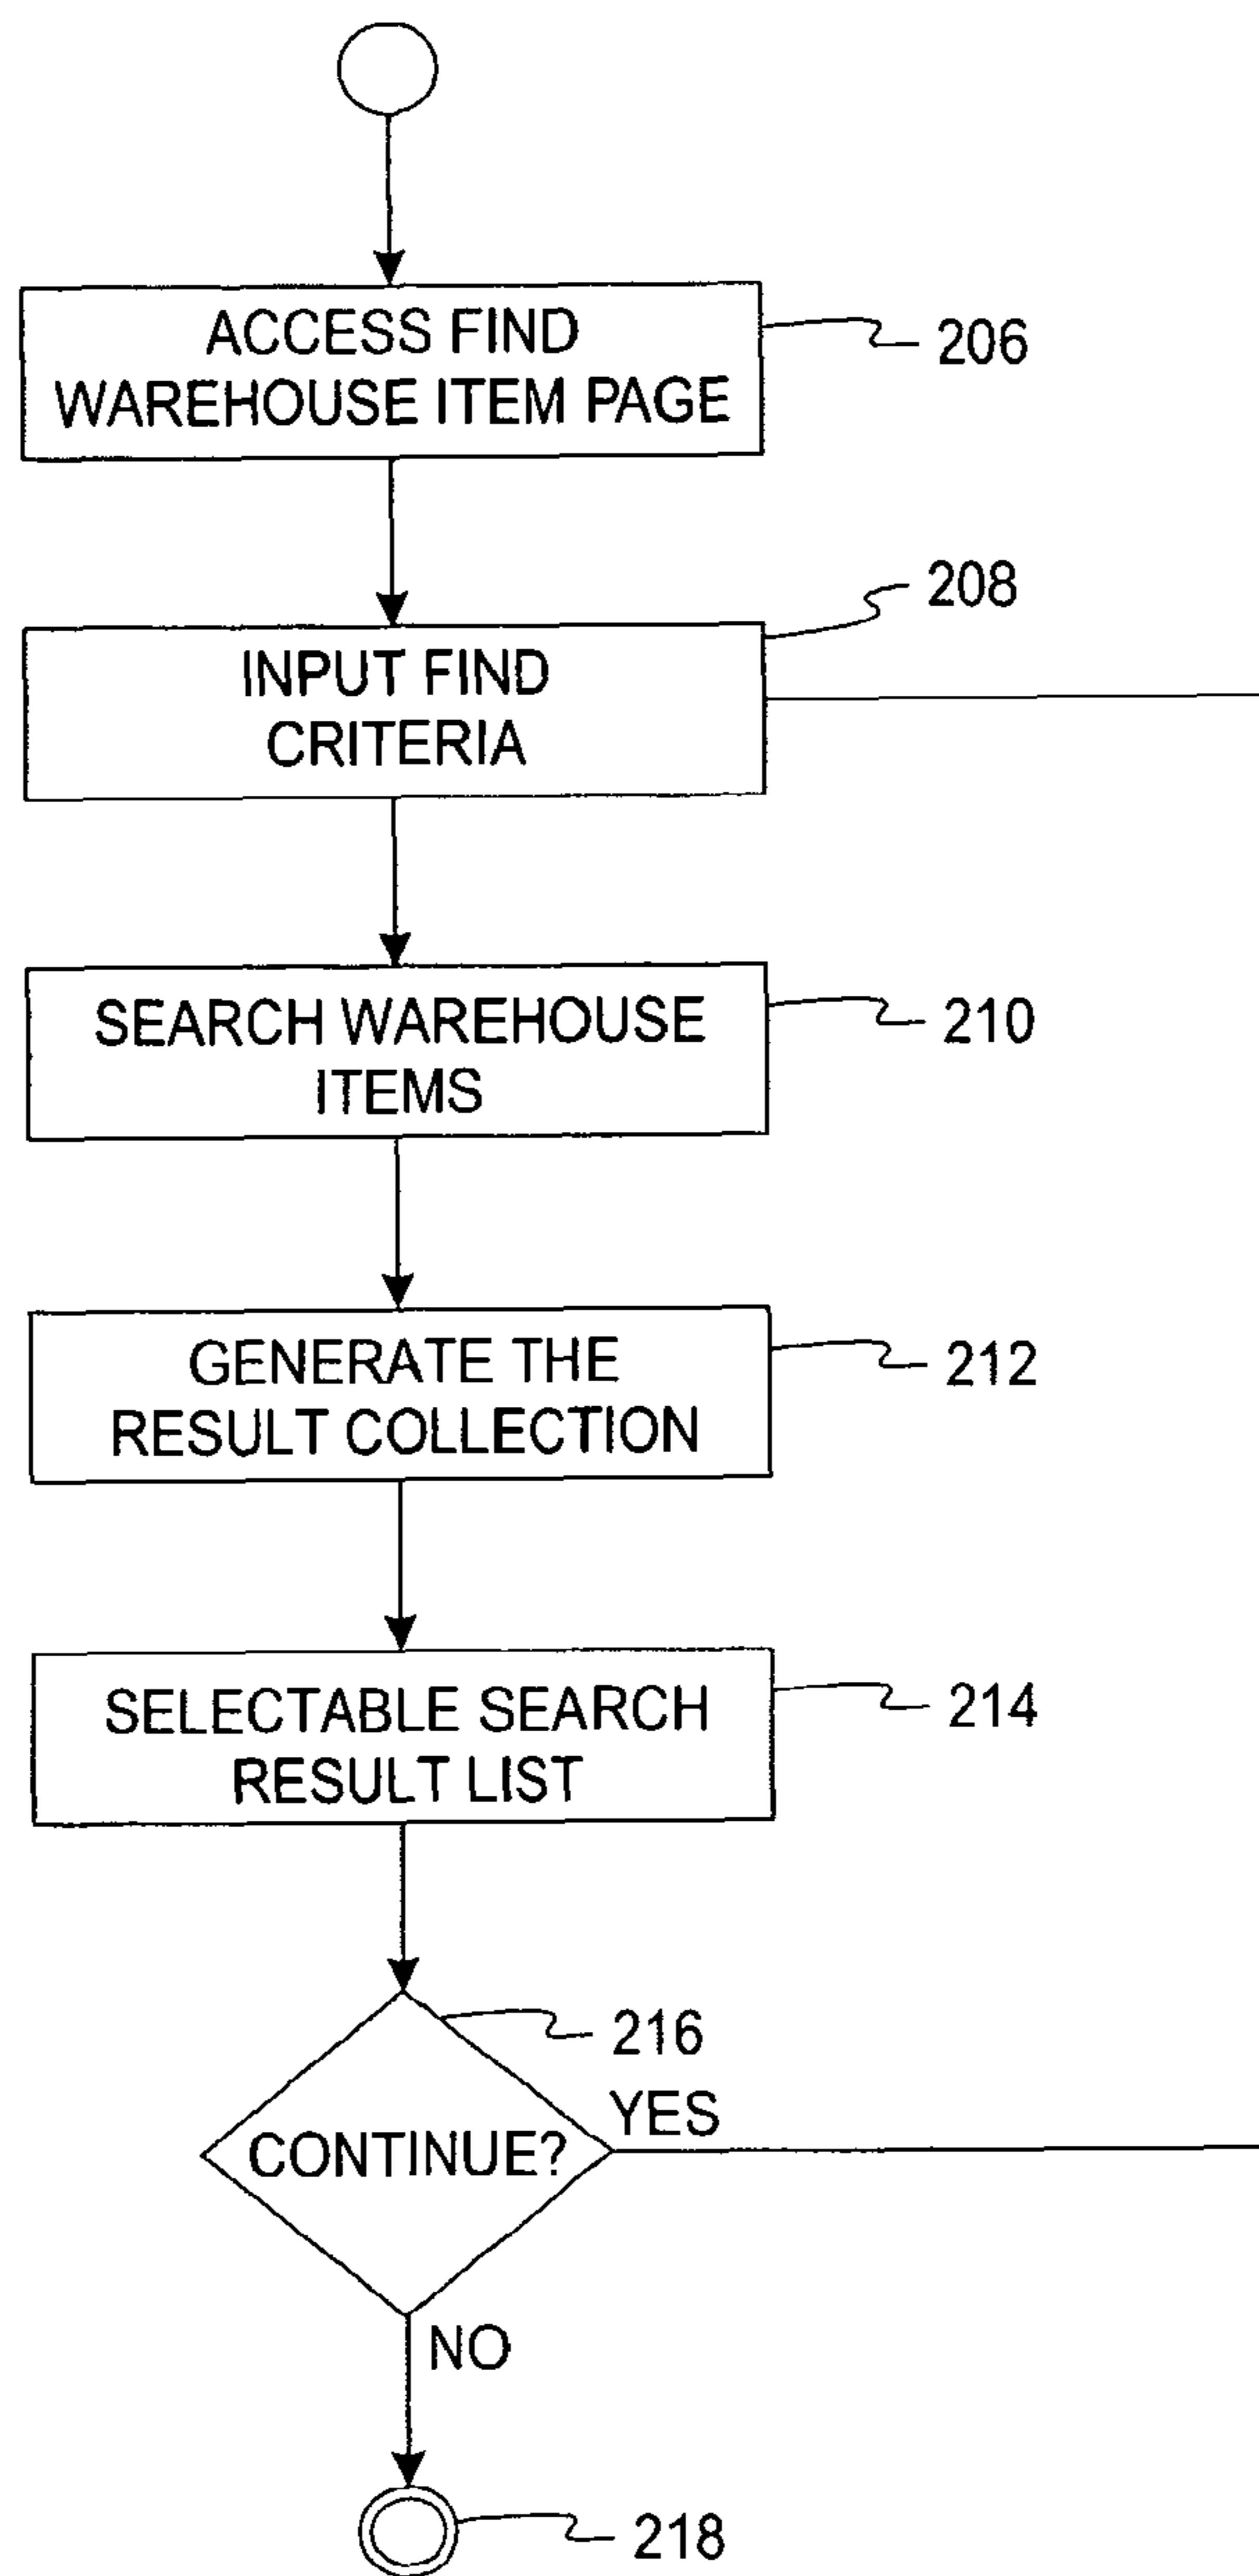 ACCESS FIND
WAREHOUSE ITEM PAGE
206
208
INPUT FIND
CRITERIA
SEARCH WAREHOUSE
ITEMS
210
GENERATE THE
RESULT COLLECTION
212
SELECTABLE SEARCH
RESULT LIST
214
216
YES
CONTINUE?
NO
218